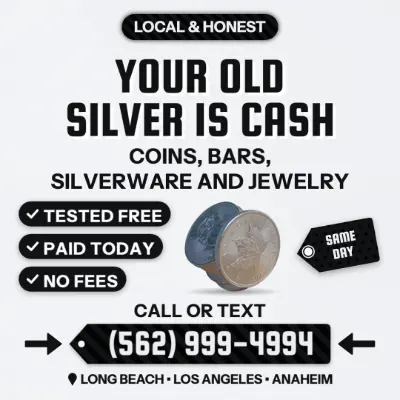 LOCAL & HONEST
YOUR OLD
SILVER IS CASH
COINS, BARS,
SILVERWARE AND JEWELRY
✓ TESTED FREE
✓ PAID TODAY
✓ NO FEES
SAME
DAY
CALL OR TEXT
(562) 999-4994
LONG BEACH • LOS ANGELES • ANAHEIM